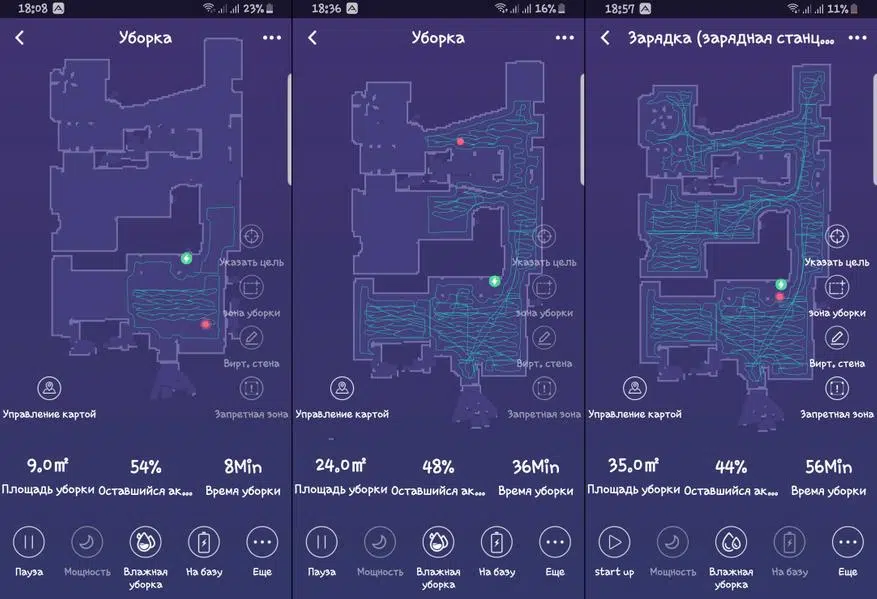 18:08 23%
Уборка
Указать цель
зона уборки
Вирт. стена
Управление картой Запретная зона
9.0㎡ 54% 8Min
Площадь уборки Оставшийся ак... Время уборки
Пауза Мощность Влажная уборка На базу Еще
18:36 16%
Уборка
Указать цель
зона уборки
Вирт. стена
Управление картой Запретная зона
24.0㎡ 48% 36Min
Площадь уборки Оставшийся ак... Время уборки
Пауза Мощность Влажная уборка На базу Еще
18:57 11%
Зарядка (зарядная станц...
Указать цель
зона уборки
Вирт. стена
Управление картой Запретная зона
35.0㎡ 44% 56Min
Площадь уборки Оставшийся ак... Время уборки
start up Мощность Влажная уборка На базу Еще